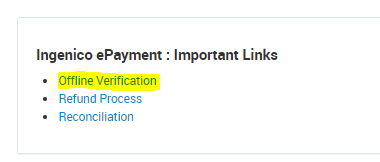 Ingenico ePayment : Important Links
Offline Verification
Refund Process
Reconciliation